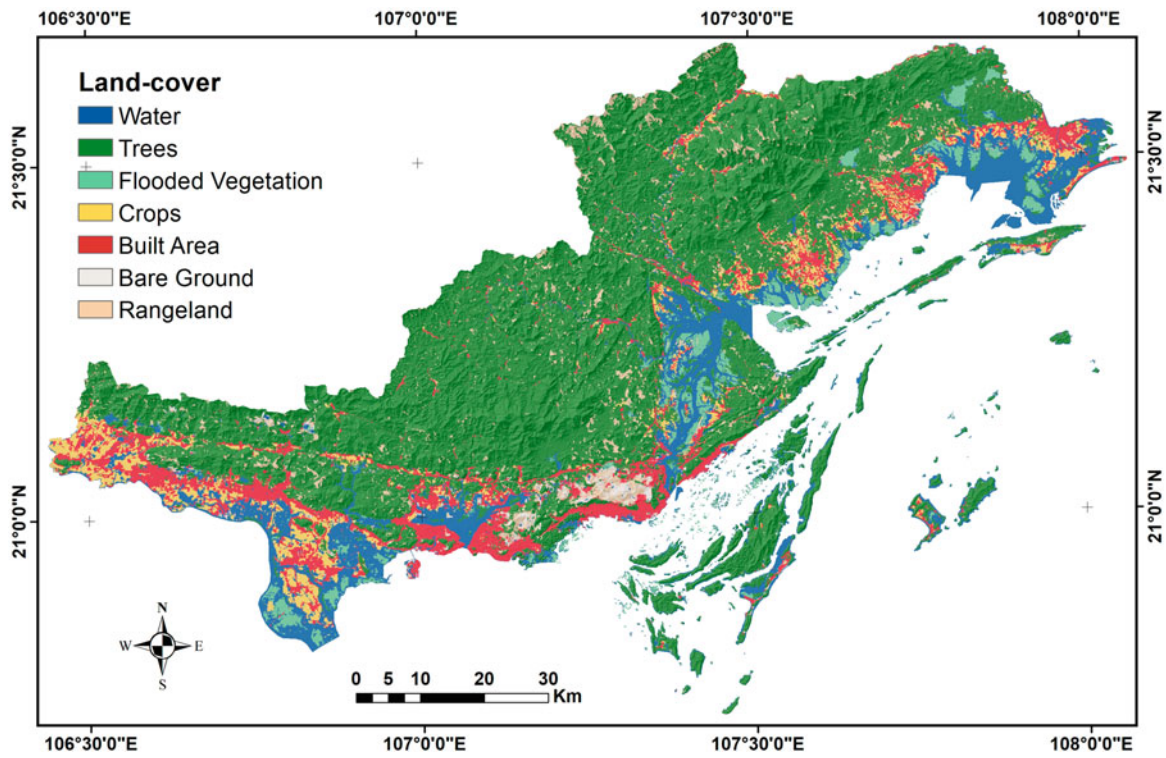 106°30'0"E 107°0'0"E 107°30'0"E 108°0'0"E
Land-cover
Water
Trees
Flooded Vegetation
Crops
Built Area
Bare Ground
Rangeland
21°30'0"N
21°30'0"N
21°0'0"N
21°0'0"N
N
W E
S
0 5 10 20 30
Km
106°30'0"E 107°0'0"E 107°30'0"E 108°0'0"E